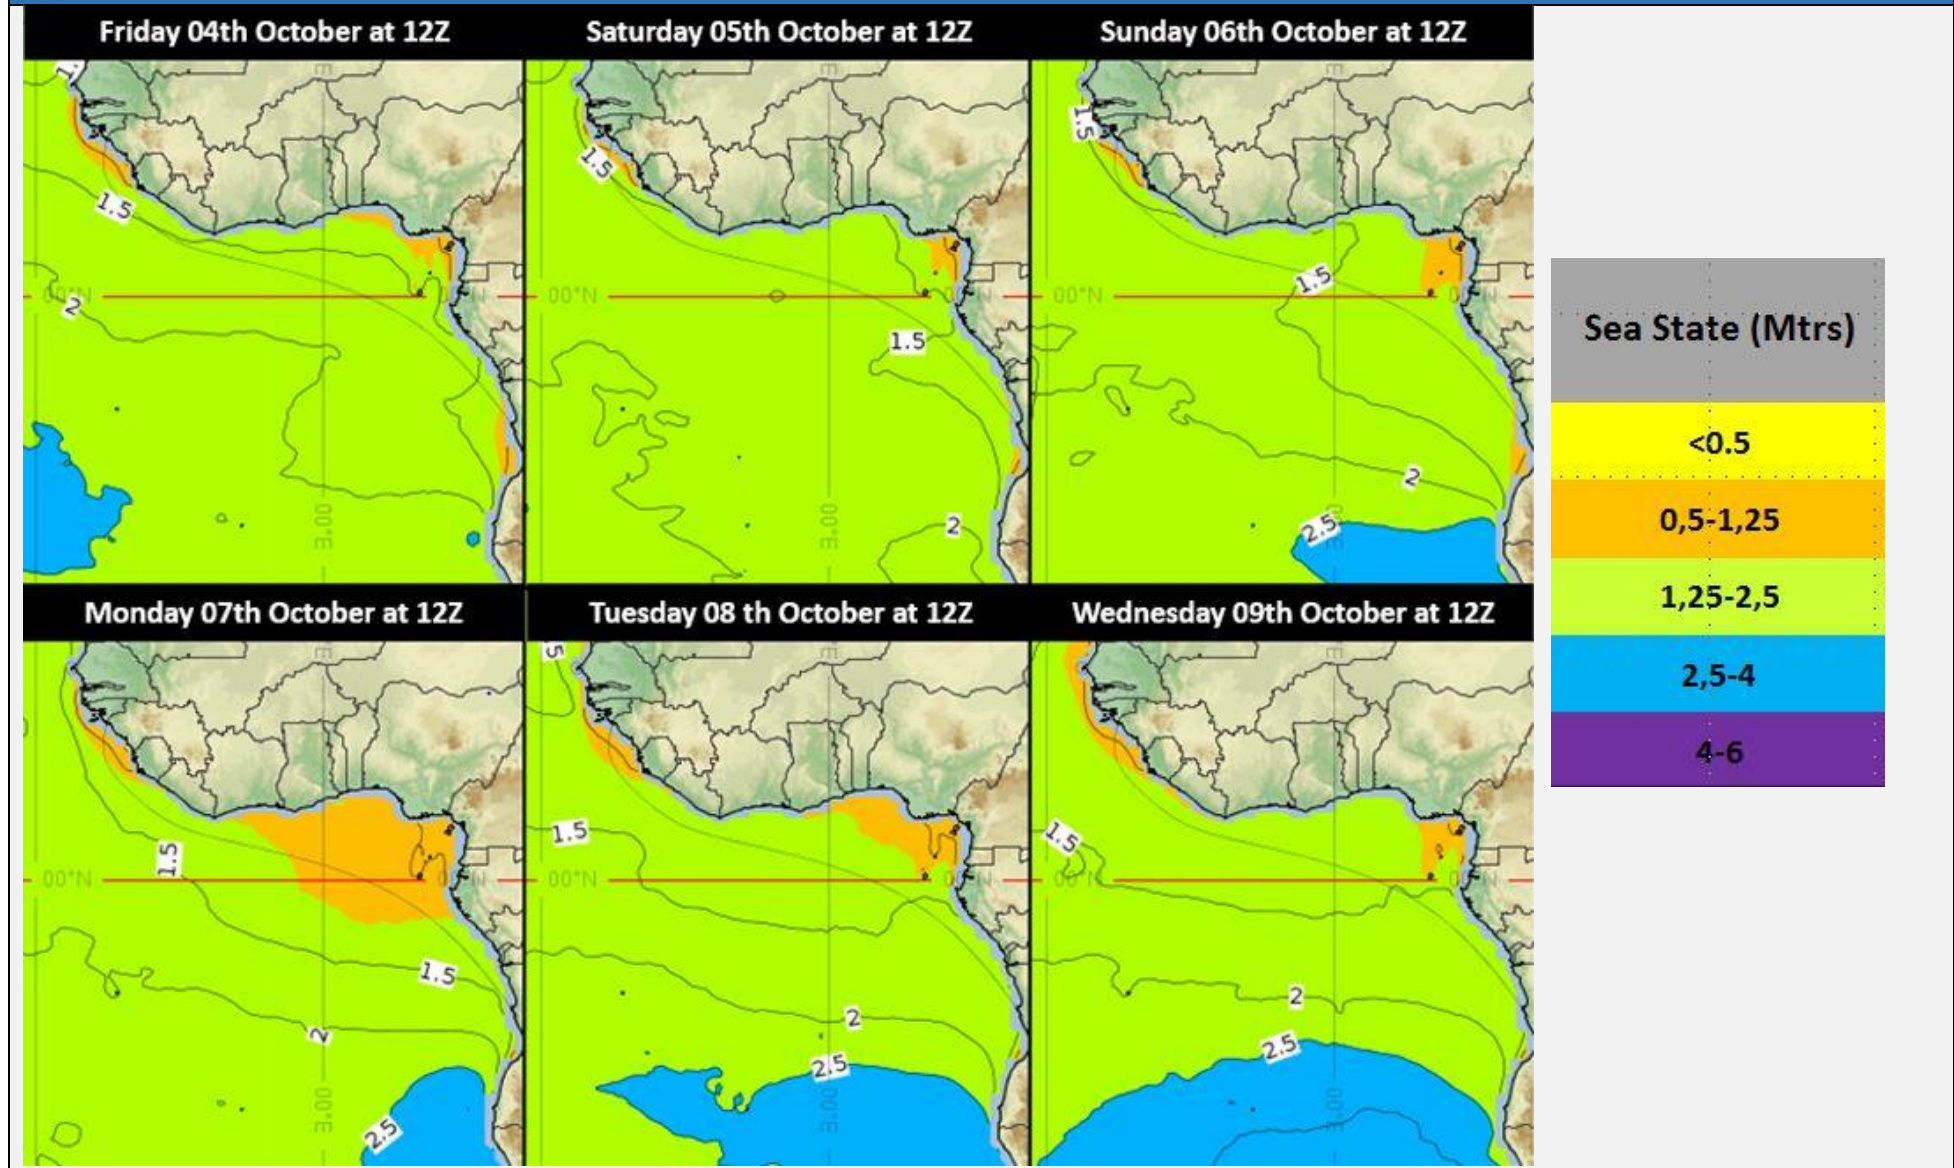 Friday 04th October at 12Z
Saturday 05th October at 12Z
Sunday 06th October at 12Z
1.5
1.5
1.5
1.5
00°N
2
00°N
1.5
00°N
1.5
2
2
2.5
Sea State (Mtrs)
<0.5
0,5-1,25
1,25-2,5
2,5-4
4-6
Monday 07th October at 12Z
Tuesday 08 th October at 12Z
Wednesday 09th October at 12Z
1.5
00°N
1.5
2
2.5
1.5
00°N
2
2.5
1.5
00°N
2
2.5